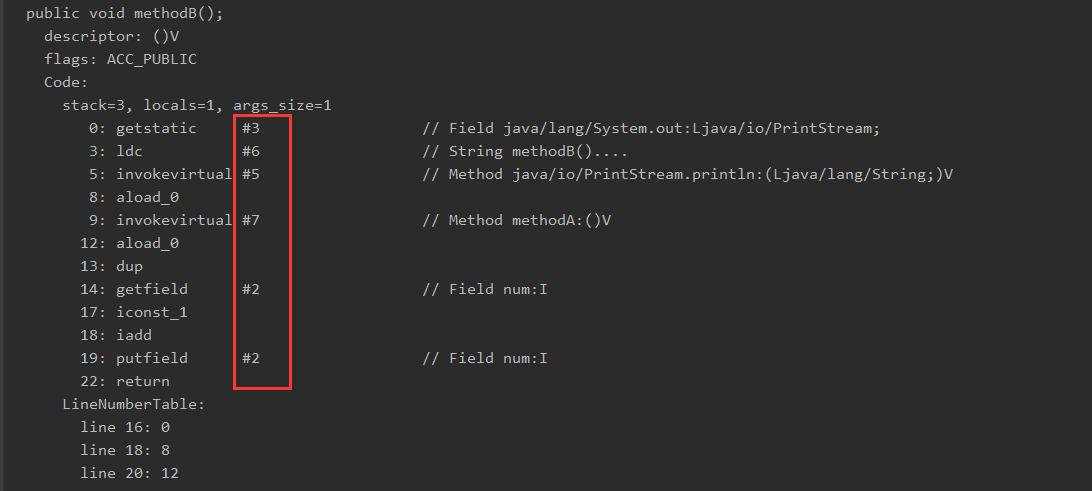 public void methodB();
descriptor: ()V
flags: ACC_PUBLIC
Code:
stack=3, locals=1, args_size=1
0: getstatic #3 // Field java/lang/System.out:Ljava/io/PrintStream;
3: ldc #6 // String methodB()....
5: invokevirtual #5 // Method java/io/PrintStream.println:(Ljava/lang/String;)V
8: aload_0
9: invokevirtual #7 // Method methodA:()V
12: aload_0
13: dup
14: getfield #2 // Field num:I
17: iconst_1
18: iadd
19: putfield #2 // Field num:I
22: return
LineNumberTable:
line 16: 0
line 18: 8
line 20: 12